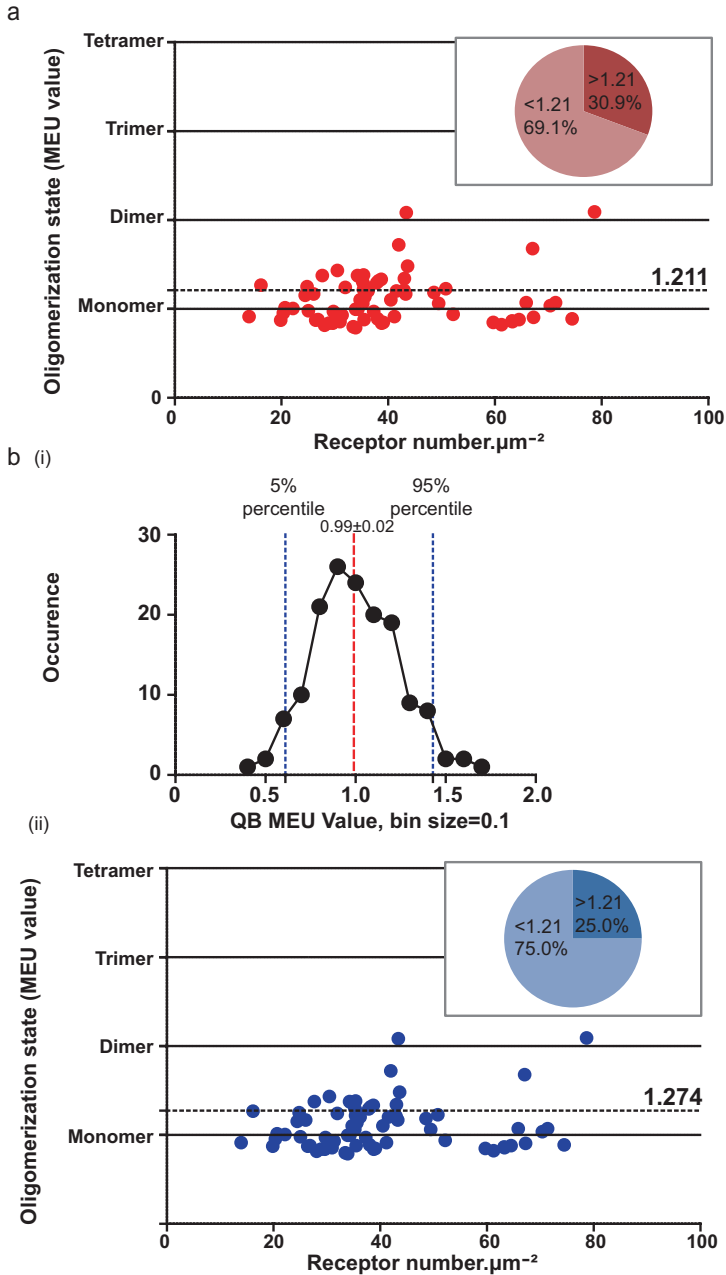 a
Oligomerization state (MEU value)
Tetramer
Trimer
Dimer
Monomer
0
<1.21
69.1%
>1.21
30.9%
1.211
0 20 40 60 80 100
Receptor number.µm⁻²
b (i)
5%
percentile
95%
percentile
0.99±0.02
Occurence
30
20
10
0
0 0.5 1.0 1.5 2.0
QB MEU Value, bin size=0.1
(ii)
Oligomerization state (MEU value)
Tetramer
Trimer
Dimer
Monomer
0
<1.21
75.0%
>1.21
25.0%
1.274
0 20 40 60 80 100
Receptor number.µm⁻²